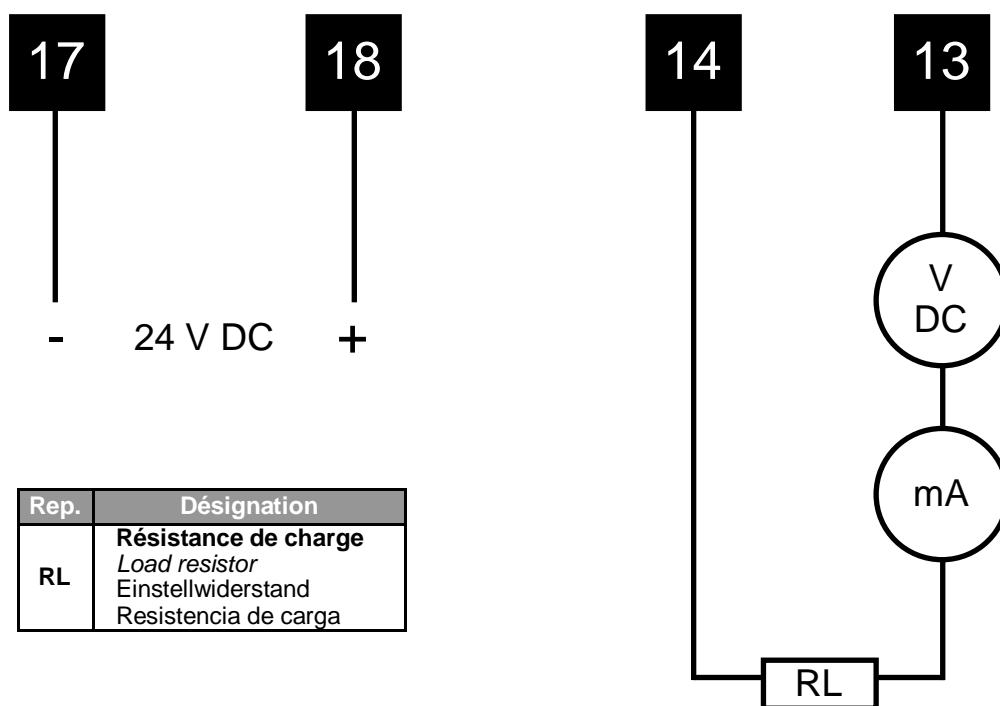 17 18 14 13
V
DC
- 24 V DC +
mA
Rep. Désignation
RL
Résistance de charge
Load resistor
Einstellwiderstand
Resistencia de carga
RL